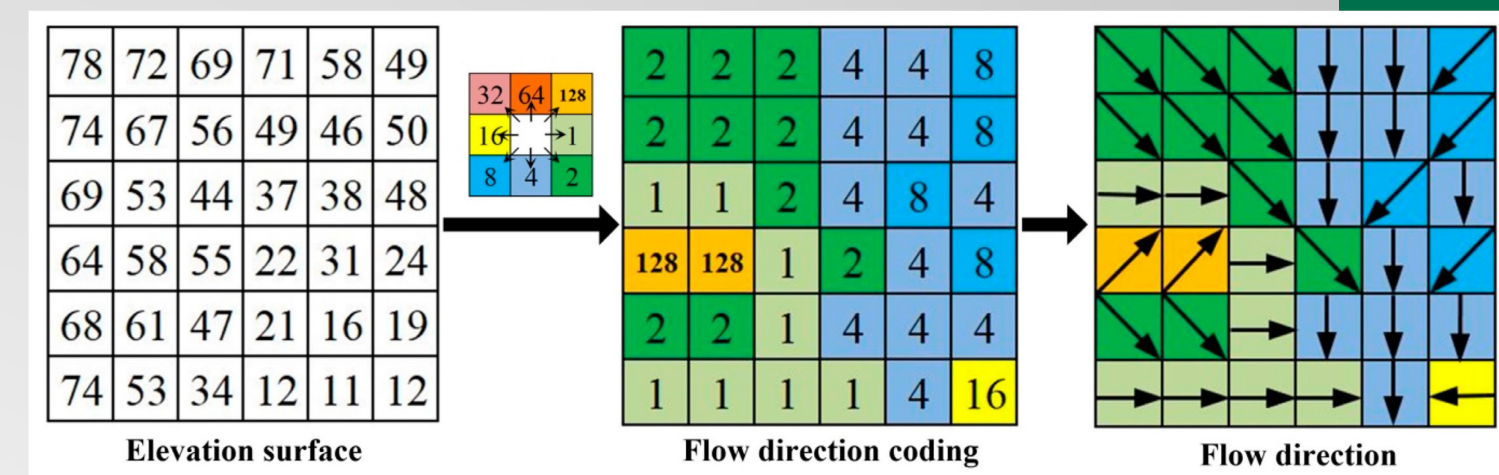 78 72 69 71 58 49
74 67 56 49 46 50
69 53 44 37 38 48
64 58 55 22 31 24
68 61 47 21 16 19
74 53 34 12 11 12
Elevation surface
32 64 128
16 1
8 4 2
2 2 2 4 4 8
2 2 2 4 4 8
1 1 2 4 8 4
128 128 1 2 4 8
2 2 1 4 4 4
1 1 1 1 4 16
Flow direction coding
Flow direction